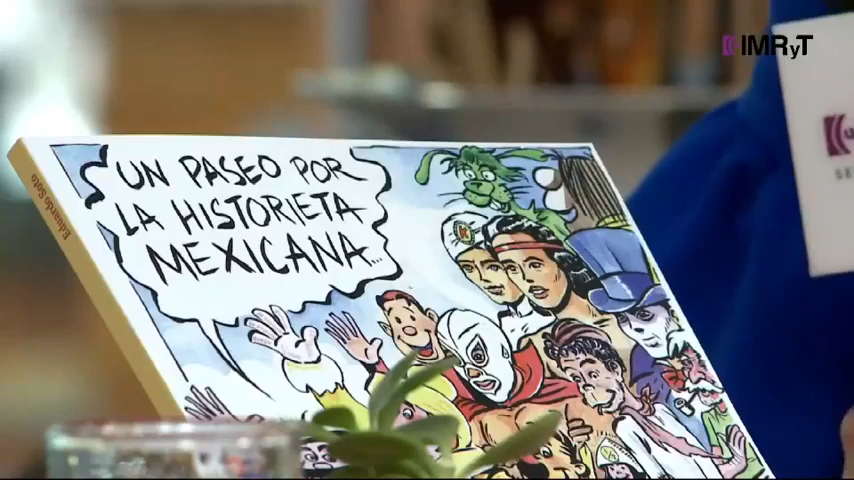 IMRyT
UN PASEO POR
LA HISTORIETA
MEXICANA...
Eduardo Soto